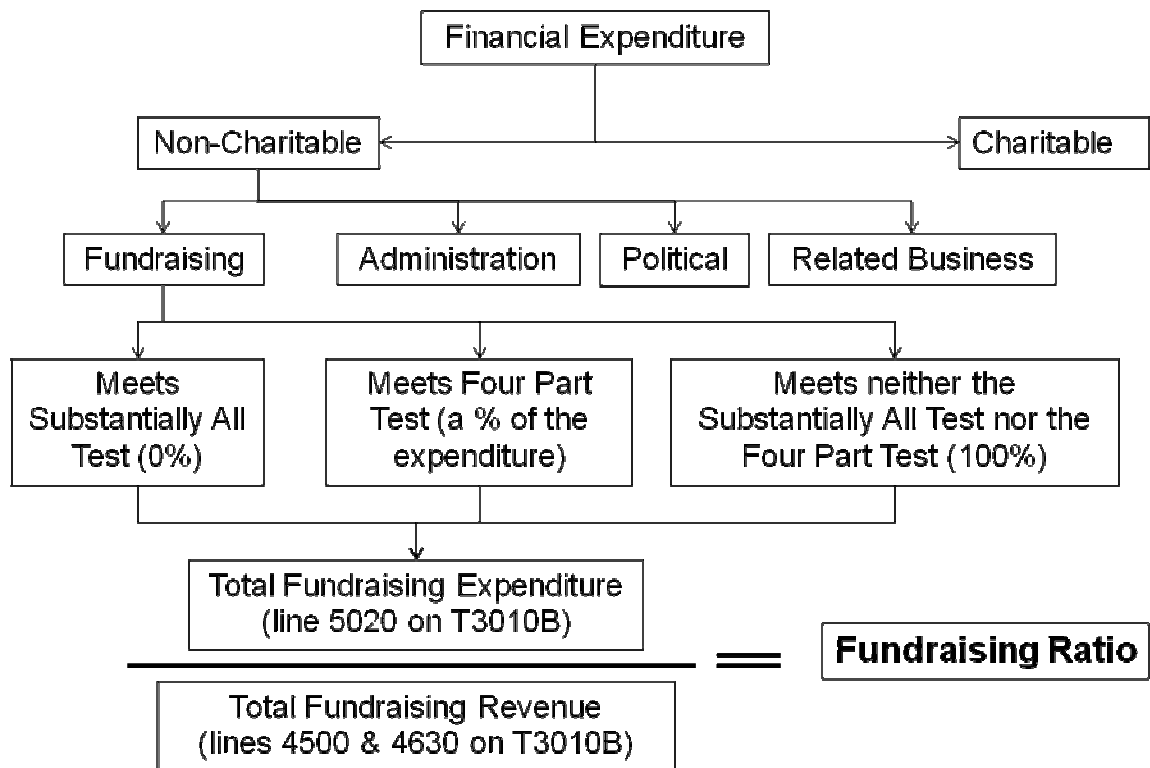 Financial Expenditure
Non-Charitable
Charitable
Fundraising
Administration
Political
Related Business
Meets
Substantially All
Test (0%)
Meets Four Part
Test (a % of the
expenditure)
Meets neither the
Substantially All Test nor the
Four Part Test (100%)
Total Fundraising Expenditure
(line 5020 on T3010B)
Fundraising Ratio
Total Fundraising Revenue
(lines 4500 & 4630 on T3010B)